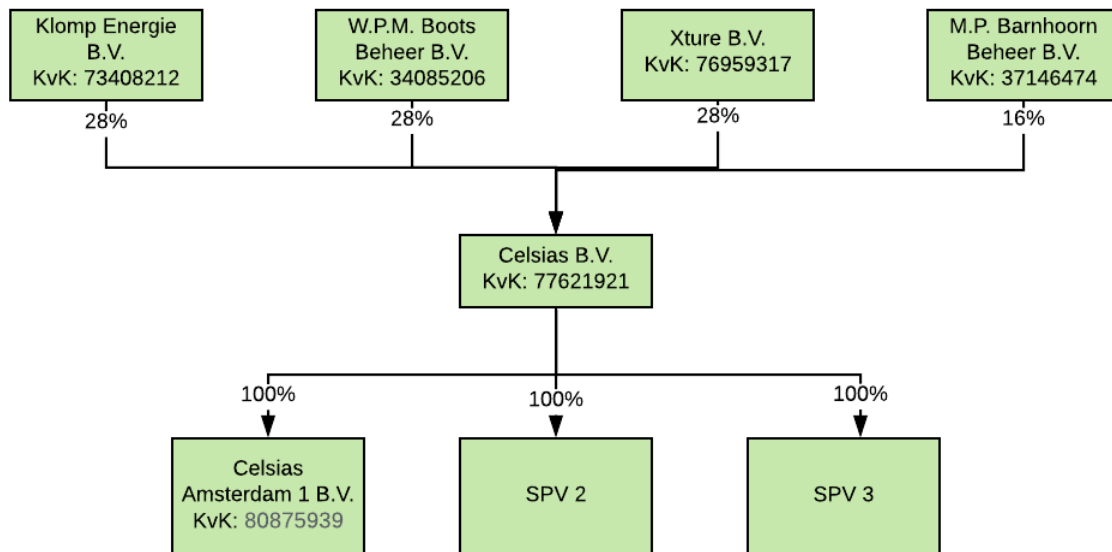 Klomp Energie
B.V.
KvK: 73408212
W.P.M. Boots
Beheer B.V.
KvK: 34085206
Xture B.V.
KvK: 76959317
M.P. Barnhoorn
Beheer B.V.
KvK: 37146474
28%
28%
28%
16%
Celsias B.V.
KvK: 77621921
100%
100%
100%
Celsias
Amsterdam 1 B.V.
KvK: 80875939
SPV 2
SPV 3